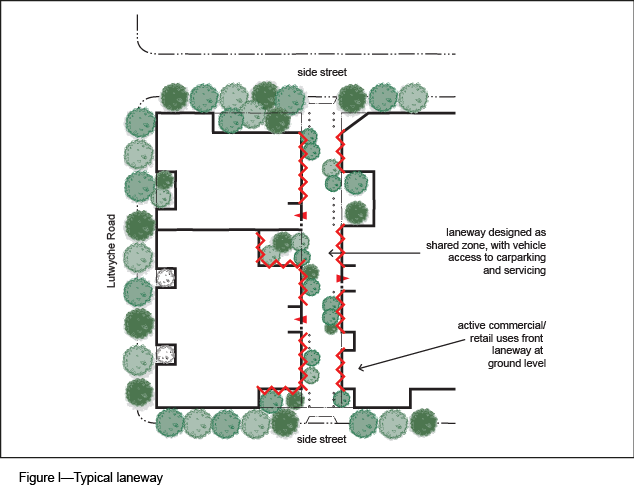 side street
Lutwyche Road
laneway designed as
shared zone, with vehicle
access to carparking
and servicing
active commercial/
retail uses front
laneway at
ground level
side street
Figure I—Typical laneway